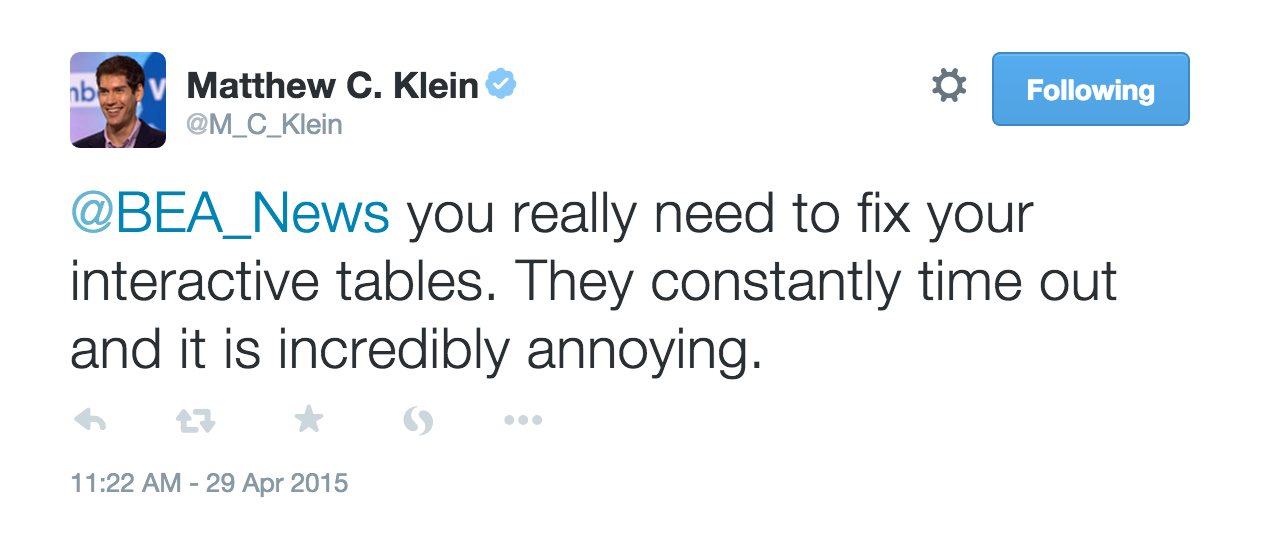 Matthew C. Klein
@M_C_Klein
Following
@BEA_News you really need to fix your
interactive tables. They constantly time out
and it is incredibly annoying.
11:22 AM - 29 Apr 2015